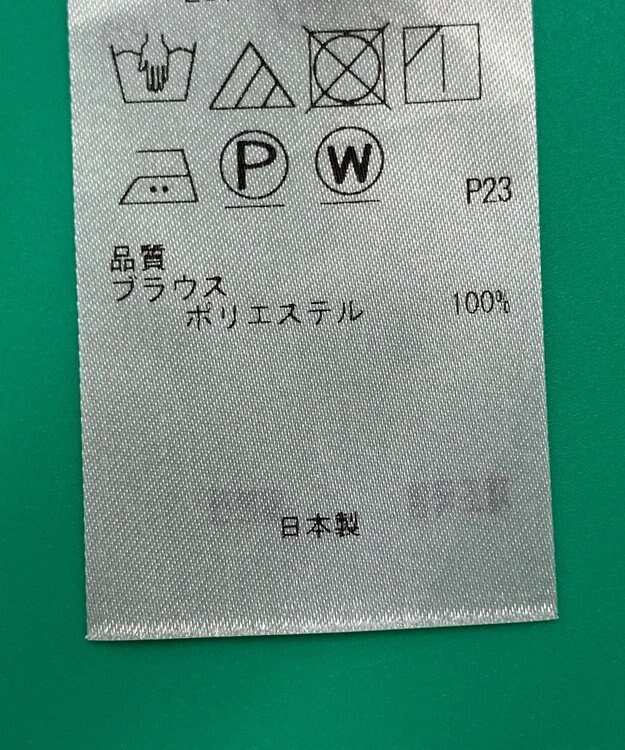 P W
P23
品質
ブラウス
ポリエステル 100%
日本製